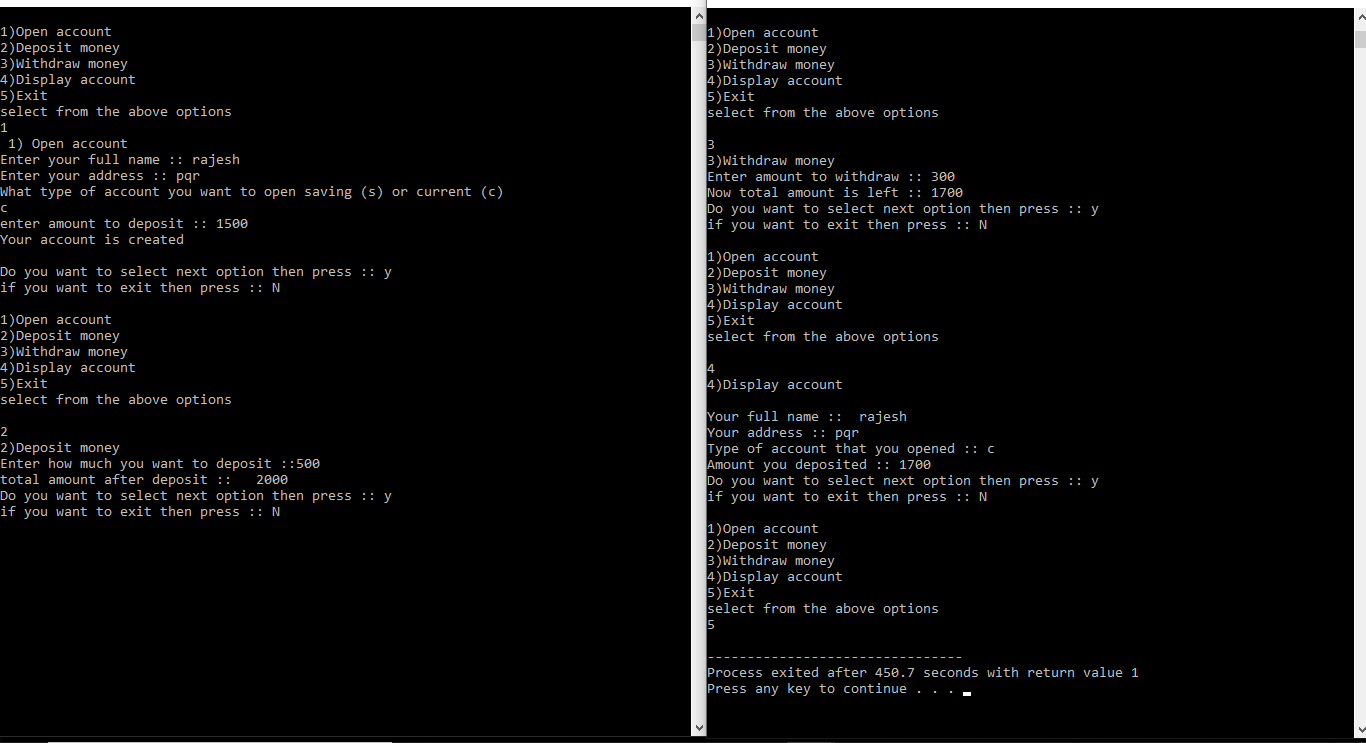 1)Open account
2)Deposit money
3)Withdraw money
4)Display account
5)Exit
select from the above options
1
1) Open account
Enter your full name :: rajesh
Enter your address :: pqr
What type of account you want to open saving (s) or current (c)
c
enter amount to deposit :: 1500
Your account is created
Do you want to select next option then press :: y
if you want to exit then press :: N
1)Open account
2)Deposit money
3)Withdraw money
4)Display account
5)Exit
select from the above options
2
2)Deposit money
Enter how much you want to deposit ::500
total amount after deposit ::   2000
Do you want to select next option then press :: y
if you want to exit then press :: N
1)Open account
2)Deposit money
3)Withdraw money
4)Display account
5)Exit
select from the above options
3
3)Withdraw money
Enter amount to withdraw :: 300
Now total amount is left :: 1700
Do you want to select next option then press :: y
if you want to exit then press :: N
1)Open account
2)Deposit money
3)Withdraw money
4)Display account
5)Exit
select from the above options
4
4)Display account
Your full name ::  rajesh
Your address :: pqr
Type of account that you opened :: c
Amount you deposited :: 1700
Do you want to select next option then press :: y
if you want to exit then press :: N
1)Open account
2)Deposit money
3)Withdraw money
4)Display account
5)Exit
select from the above options
5
--------------------------------
Process exited after 450.7 seconds with return value 1
Press any key to continue . . .